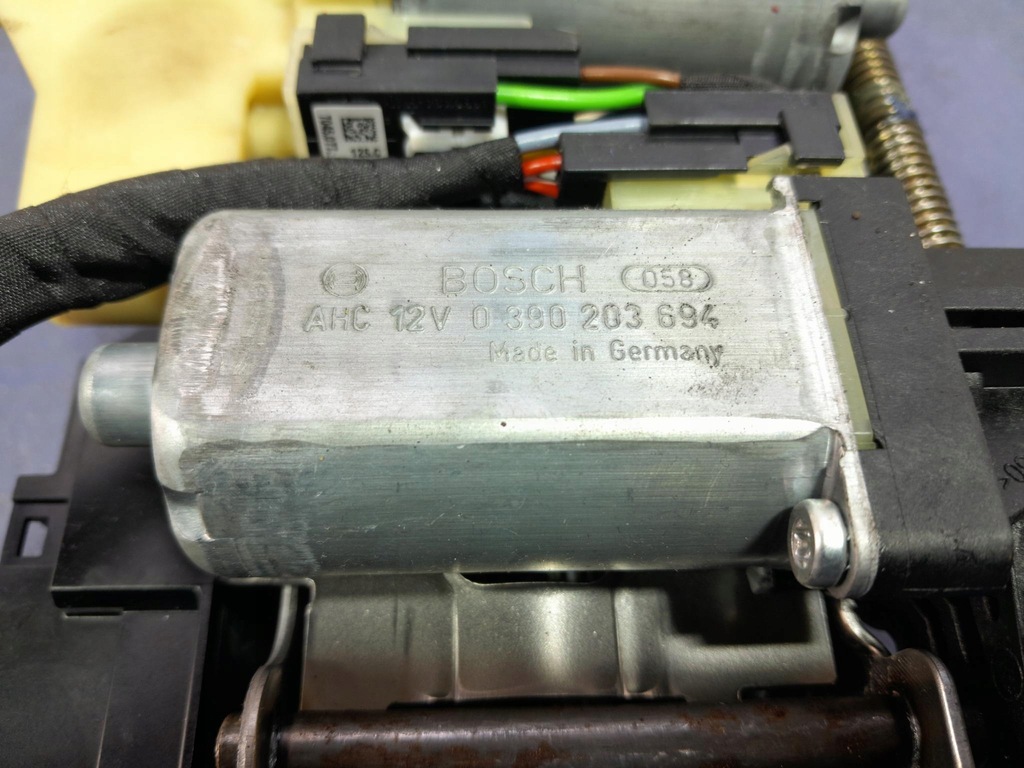 BOSCH 058
AHC 12V 0 390 203 694
Made in Germany